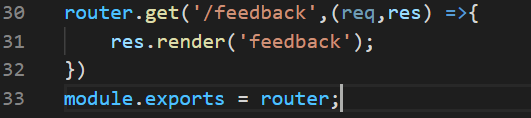 30 router.get('/feedback',(req,res) =>{
31     res.render('feedback');
32 })
33 module.exports = router;